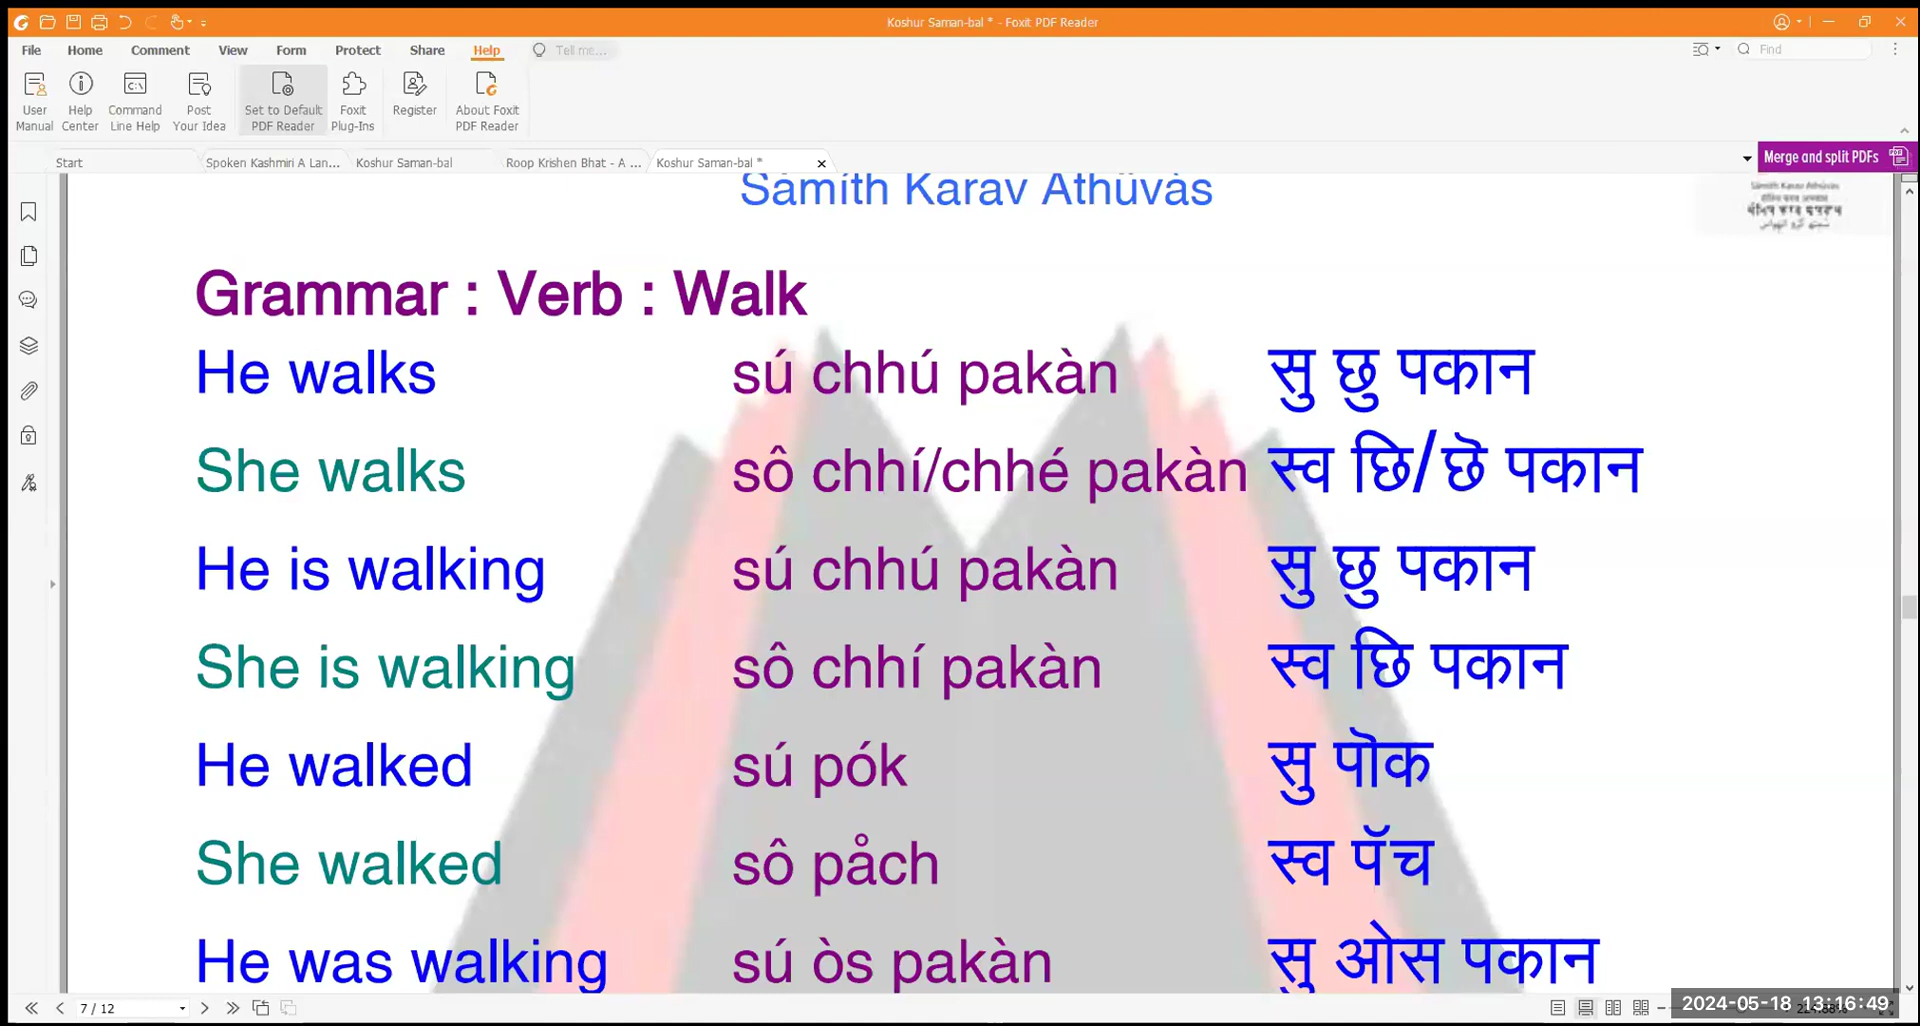 Koshur Saman-bal * - Foxit PDF Reader
File Home Comment View Form Protect Share Help Tell me... Find
User Manual
Help Center
Command Line Help
Post Your Idea
Set to Default PDF Reader
Foxit Plug-Ins
Register
About Foxit PDF Reader
Start Spoken Kashmiri A Lan... Koshur Saman-bal Roop Krishen Bhat - A ... Koshur Saman-bal * Merge and split PDFs
Sámíth Karav Athüvàs
Grammar : Verb : Walk
He walks sú chhú pakàn सु छु पकान
She walks sô chhí/chhé pakàn स्व छि/छॆ पकान
He is walking sú chhú pakàn सु छु पकान
She is walking sô chhí pakàn स्व छि पकान
He walked sú pók सु पॊक
She walked sô påch स्व पॅच
He was walking sú òs pakàn सु ओस पकान
7 / 12
2024-05-18 13:16:49